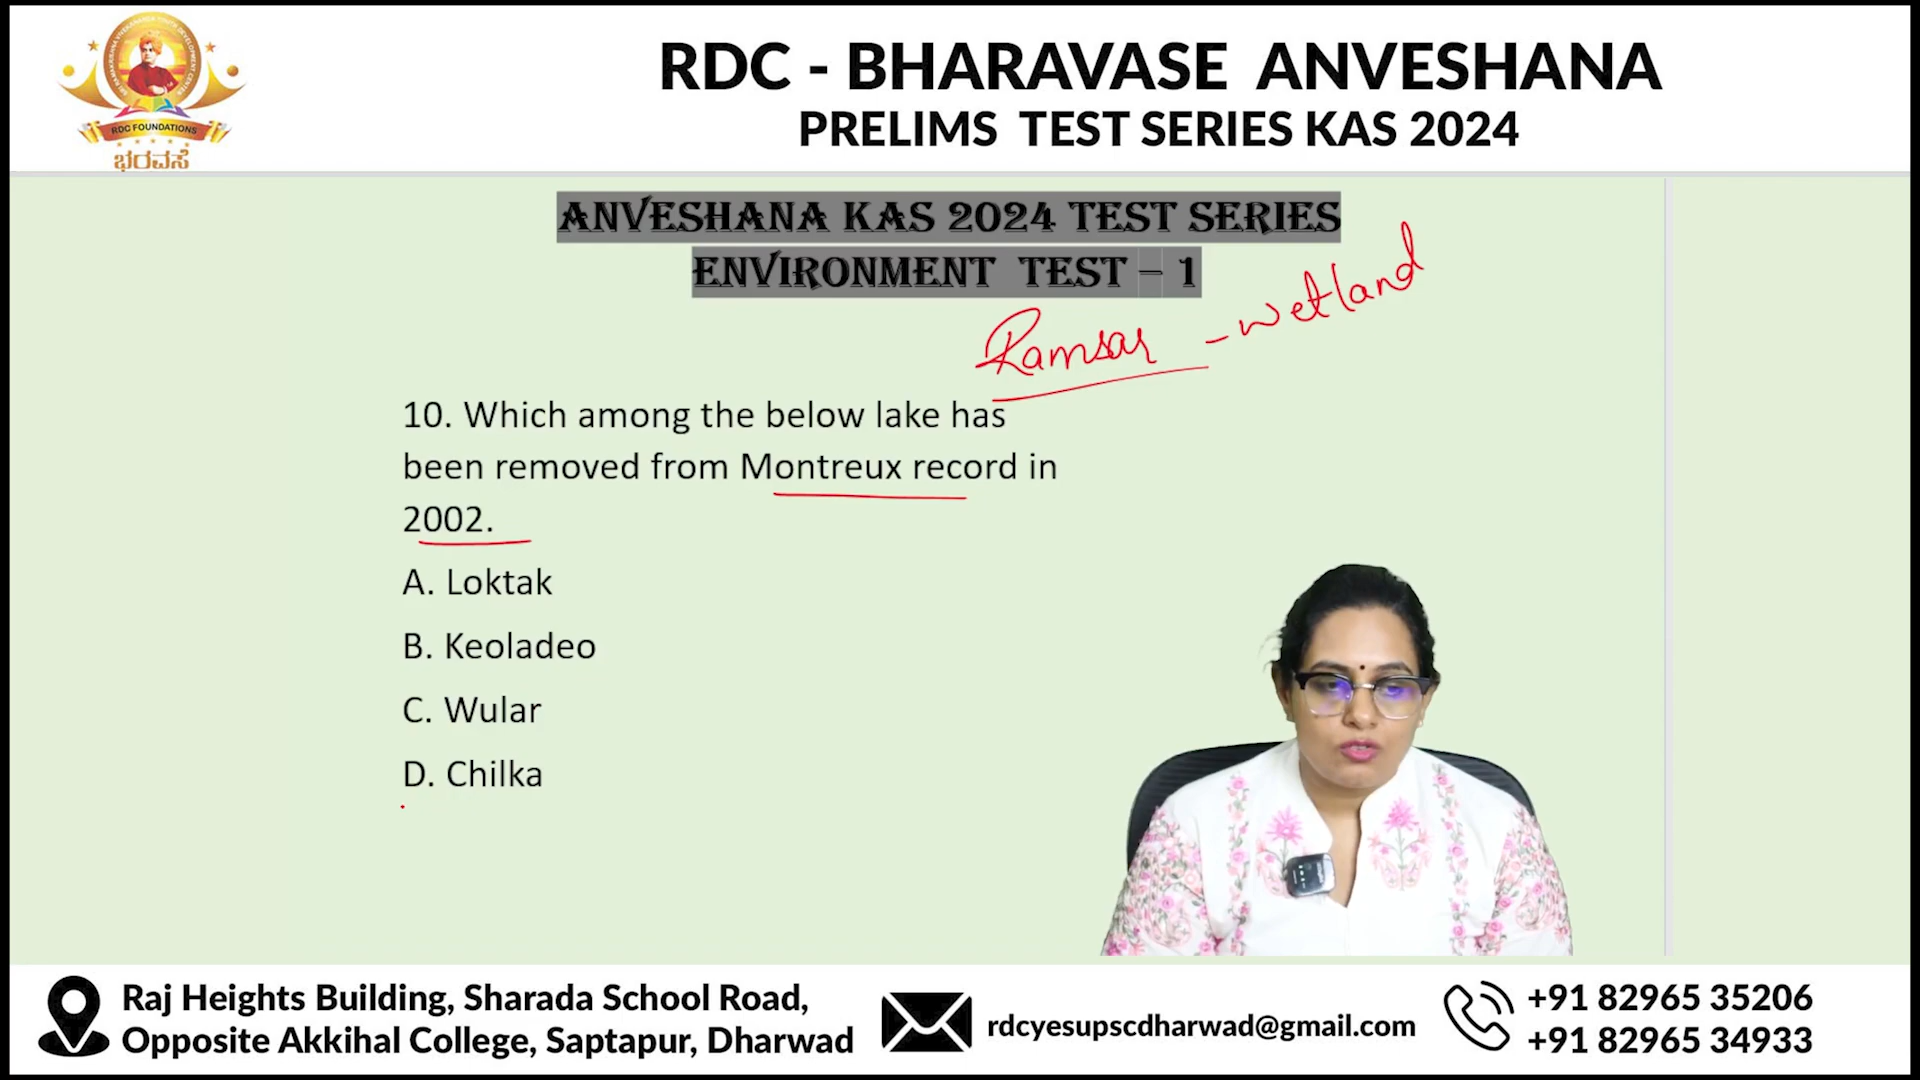 RDC - BHARAVASE ANVESHANA
PRELIMS TEST SERIES KAS 2024
RDC FOUNDATIONS
ಭರವಸೆ
ANVESHANA KAS 2024 TEST SERIES
ENVIRONMENT TEST – 1
Ramsar - wetland
10. Which among the below lake has
been removed from Montreux record in
2002.
A. Loktak
B. Keoladeo
C. Wular
D. Chilka
Raj Heights Building, Sharada School Road,
Opposite Akkihal College, Saptapur, Dharwad
rdcyesupscdharwad@gmail.com
+91 82965 35206
+91 82965 34933